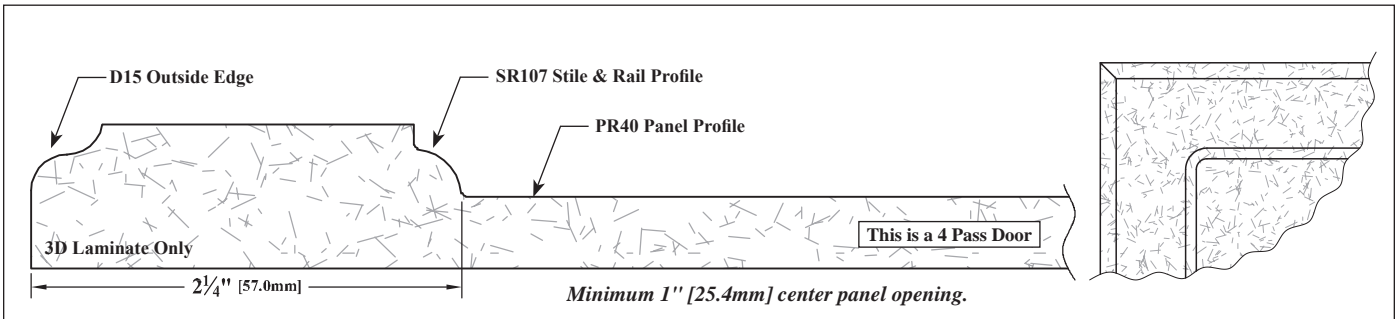 D15 Outside Edge
SR107 Stile & Rail Profile
PR40 Panel Profile
3D Laminate Only
This is a 4 Pass Door
2¼" [57.0mm]
Minimum 1" [25.4mm] center panel opening.